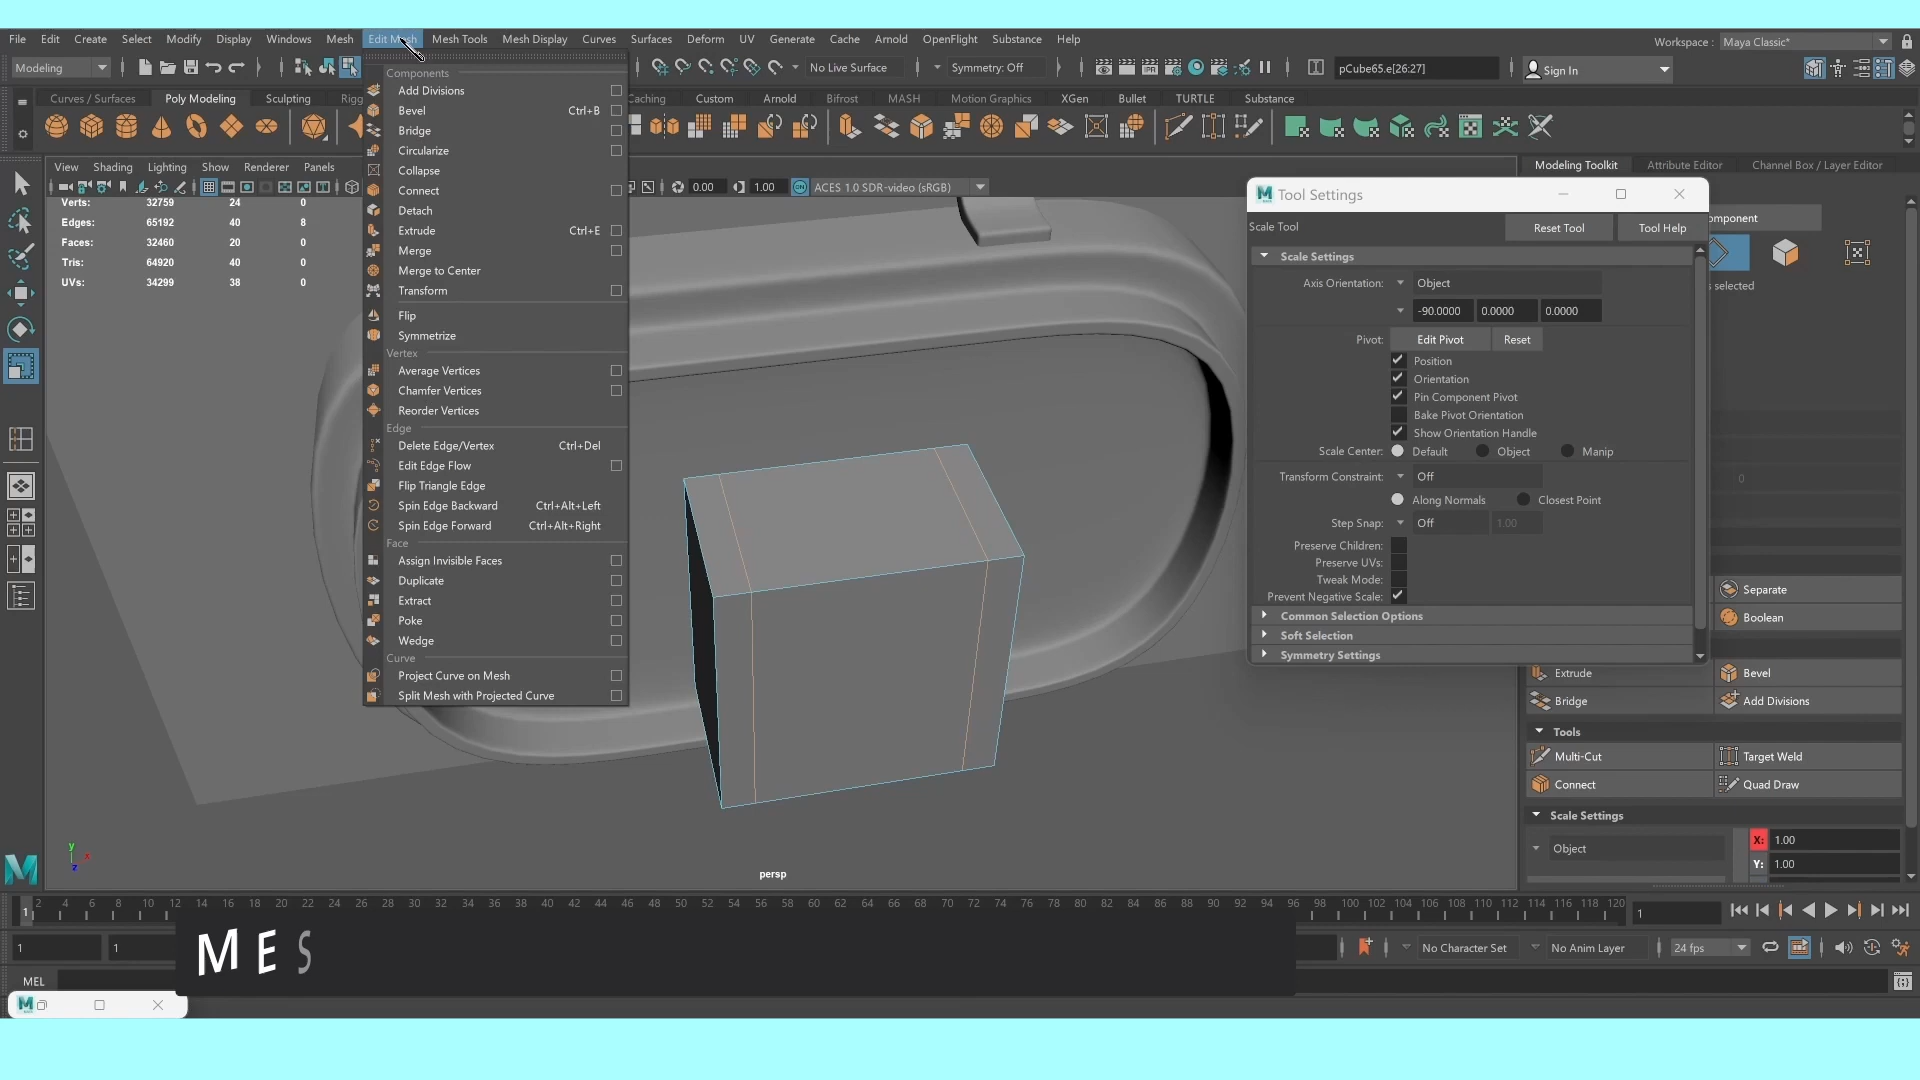 File Edit Create Select Modify Display Windows Mesh Edit Mesh Mesh Tools Mesh Display Curves Surfaces Deform UV Generate Cache Arnold OpenFlight Substance Help
Workspace : Maya Classic*
Modeling No Live Surface Symmetry: Off pCube65.e[26:27] Sign In
Curves / Surfaces Poly Modeling Sculpting Custom Arnold Bifrost MASH Motion Graphics XGen Bullet TURTLE Substance
View Shading Lighting Show Renderer Panels
0.00 1.00 ACES 1.0 SDR-video (sRGB)
Modeling Toolkit Attribute Editor Channel Box / Layer Editor
Verts: 32759 24 0
Edges: 65192 40 8
Faces: 32460 20 0
Tris: 64920 40 0
UVs: 34299 38 0
Components
Add Divisions
Bevel Ctrl+B
Bridge
Circularize
Collapse
Connect
Detach
Extrude Ctrl+E
Merge
Merge to Center
Transform
Flip
Symmetrize
Vertex
Average Vertices
Chamfer Vertices
Reorder Vertices
Edge
Delete Edge/Vertex Ctrl+Del
Edit Edge Flow
Flip Triangle Edge
Spin Edge Backward Ctrl+Alt+Left
Spin Edge Forward Ctrl+Alt+Right
Face
Assign Invisible Faces
Duplicate
Extract
Poke
Wedge
Curve
Project Curve on Mesh
Split Mesh with Projected Curve
Tool Settings
Scale Tool Reset Tool Tool Help
Scale Settings
Axis Orientation: Object
-90.0000 0.0000 0.0000
Pivot: Edit Pivot Reset
Position
Orientation
Pin Component Pivot
Bake Pivot Orientation
Show Orientation Handle
Scale Center: Default Object Manip
Transform Constraint: Off
Along Normals Closest Point
Step Snap: Off 1.00
Preserve Children:
Preserve UVs:
Tweak Mode:
Prevent Negative Scale:
Common Selection Options
Soft Selection
Symmetry Settings
omponent
s selected
0
Separate
Boolean
Extrude Bevel
Bridge Add Divisions
Tools
Multi-Cut Target Weld
Connect Quad Draw
Scale Settings
Object X: 1.00
Y: 1.00
y x z
persp
1 2 4 6 8 10 12 14 16 18 20 22 24 26 28 30 32 34 36 38 40 42 44 46 48 50 52 54 56 58 60 62 64 66 68 70 72 74 76 78 80 82 84 86 88 90 92 94 96 98 100 102 104 106 108 110 112 114 116 118 120
1
1 1 No Character Set No Anim Layer 24 fps
MES
MEL